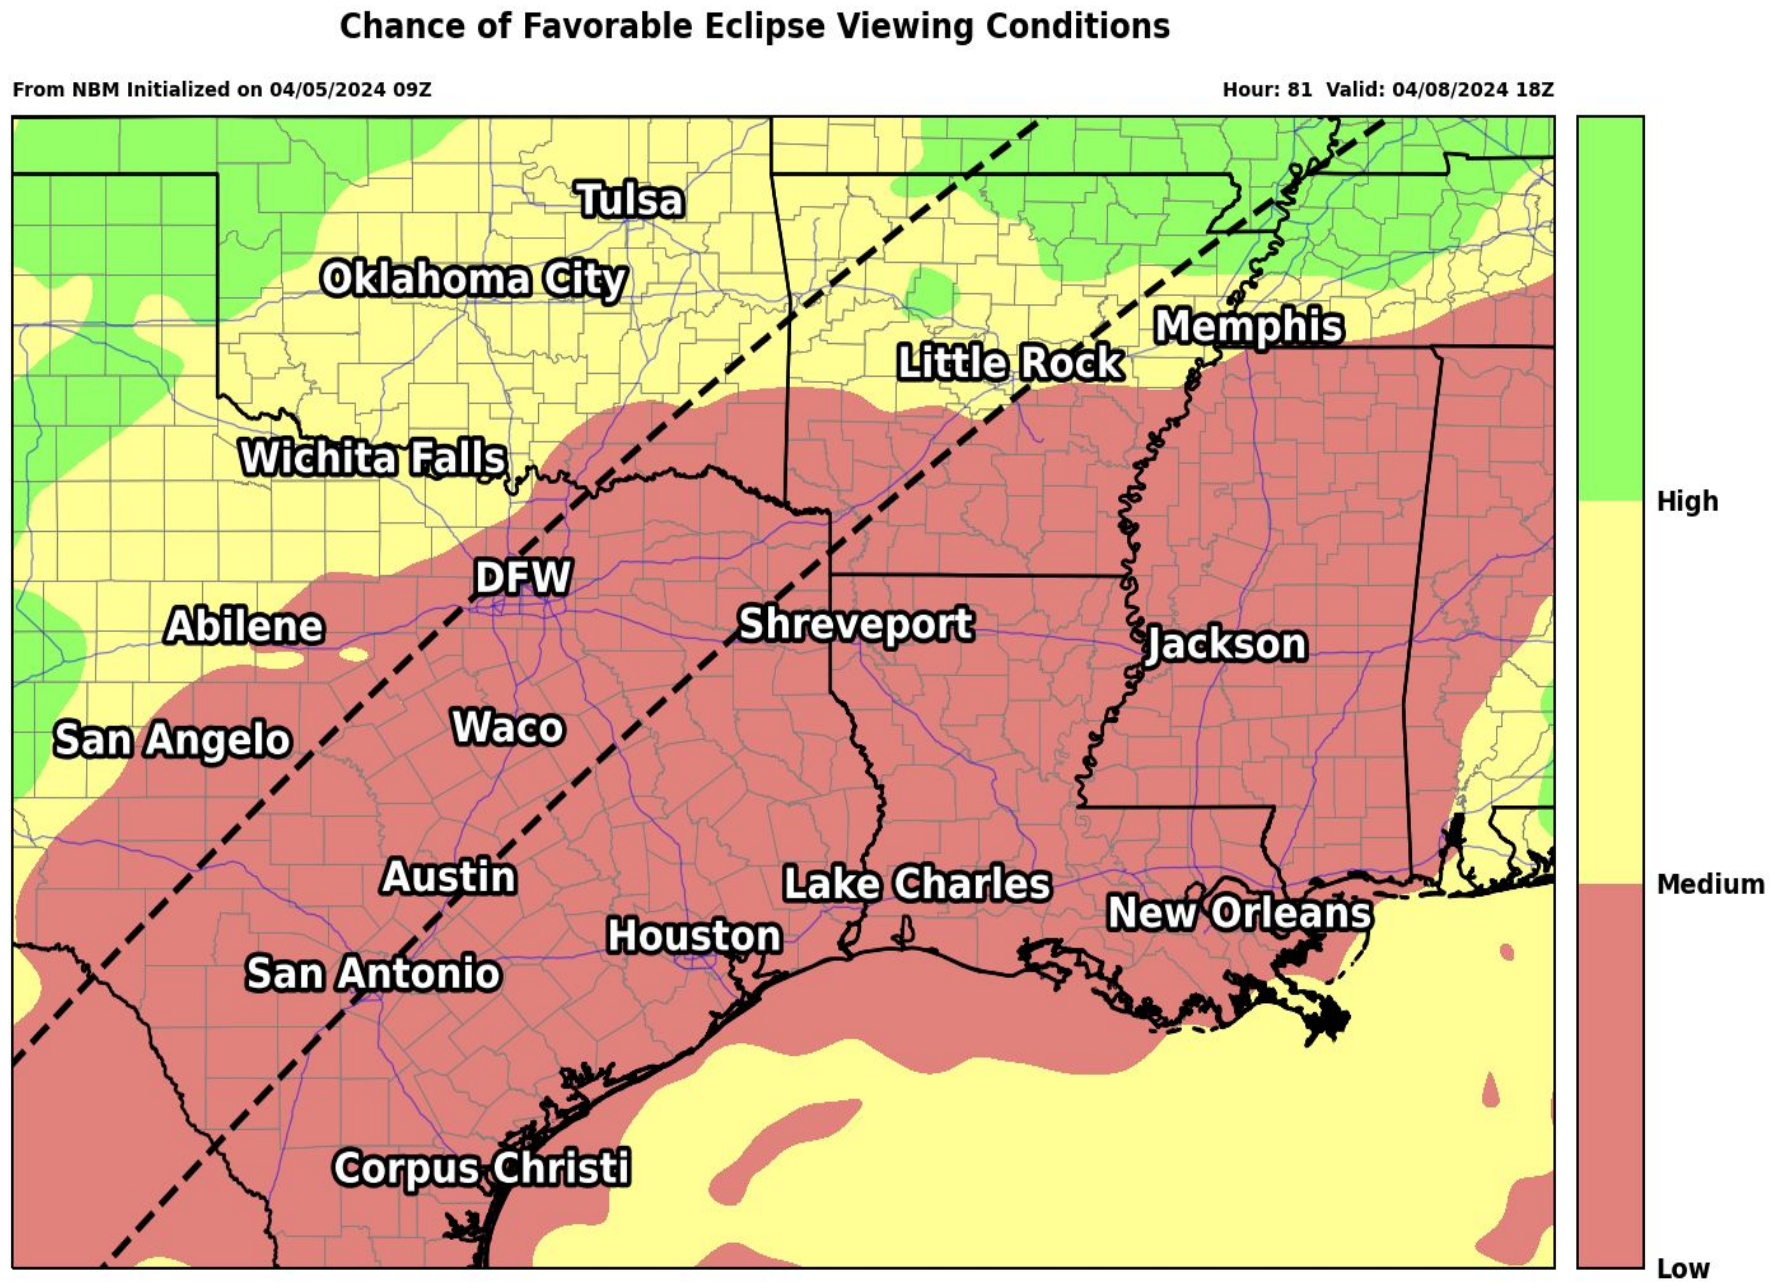 Chance of Favorable Eclipse Viewing Conditions
From NBM Initialized on 04/05/2024 09Z
Hour: 81  Valid: 04/08/2024 18Z
Tulsa
Oklahoma City
Memphis
Little Rock
Wichita Falls
High
DFW
Abilene
Shreveport
Jackson
San Angelo
Waco
Austin
Lake Charles
Medium
New Orleans
Houston
San Antonio
Corpus Christi
Low